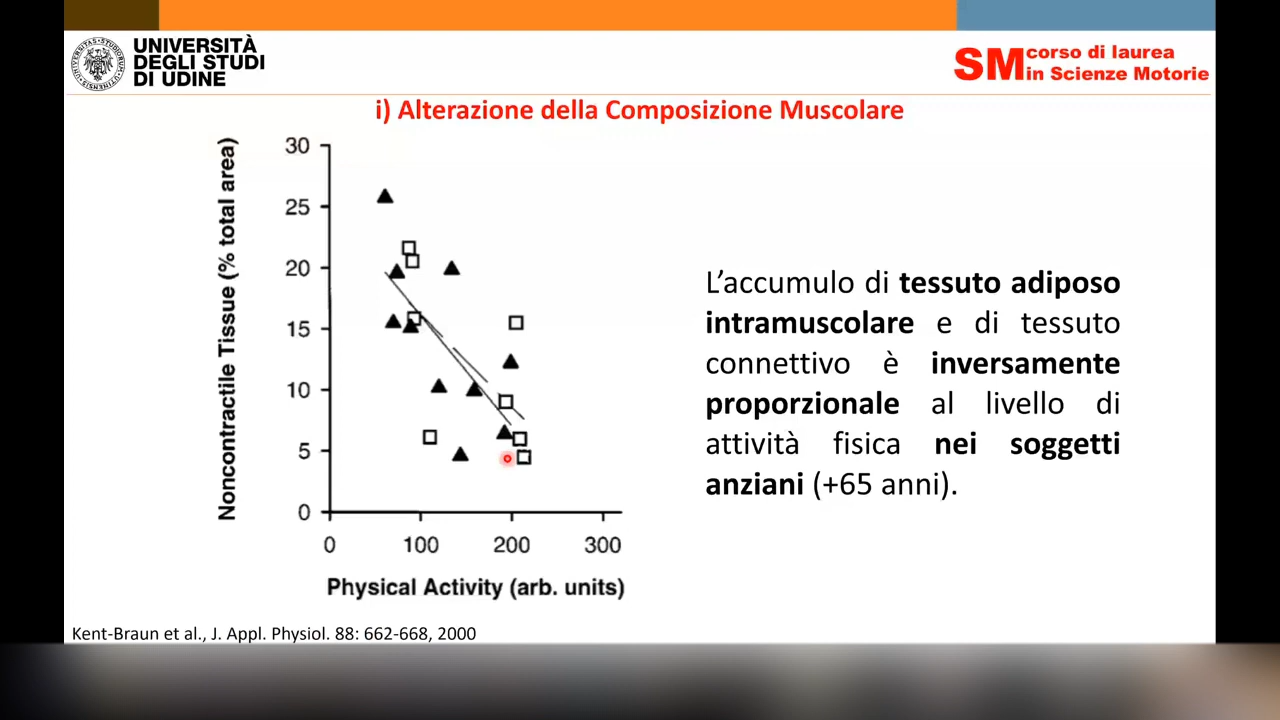 UNIVERSITÀ
DEGLI STUDI
DI UDINE
SM corso di laurea
in Scienze Motorie
i) Alterazione della Composizione Muscolare
Noncontractile Tissue (% total area)
30
25
20
15
10
5
0
0 100 200 300
Physical Activity (arb. units)
L’accumulo di tessuto adiposo
intramuscolare e di tessuto
connettivo è inversamente
proporzionale al livello di
attività fisica nei soggetti
anziani (+65 anni).
Kent-Braun et al., J. Appl. Physiol. 88: 662-668, 2000